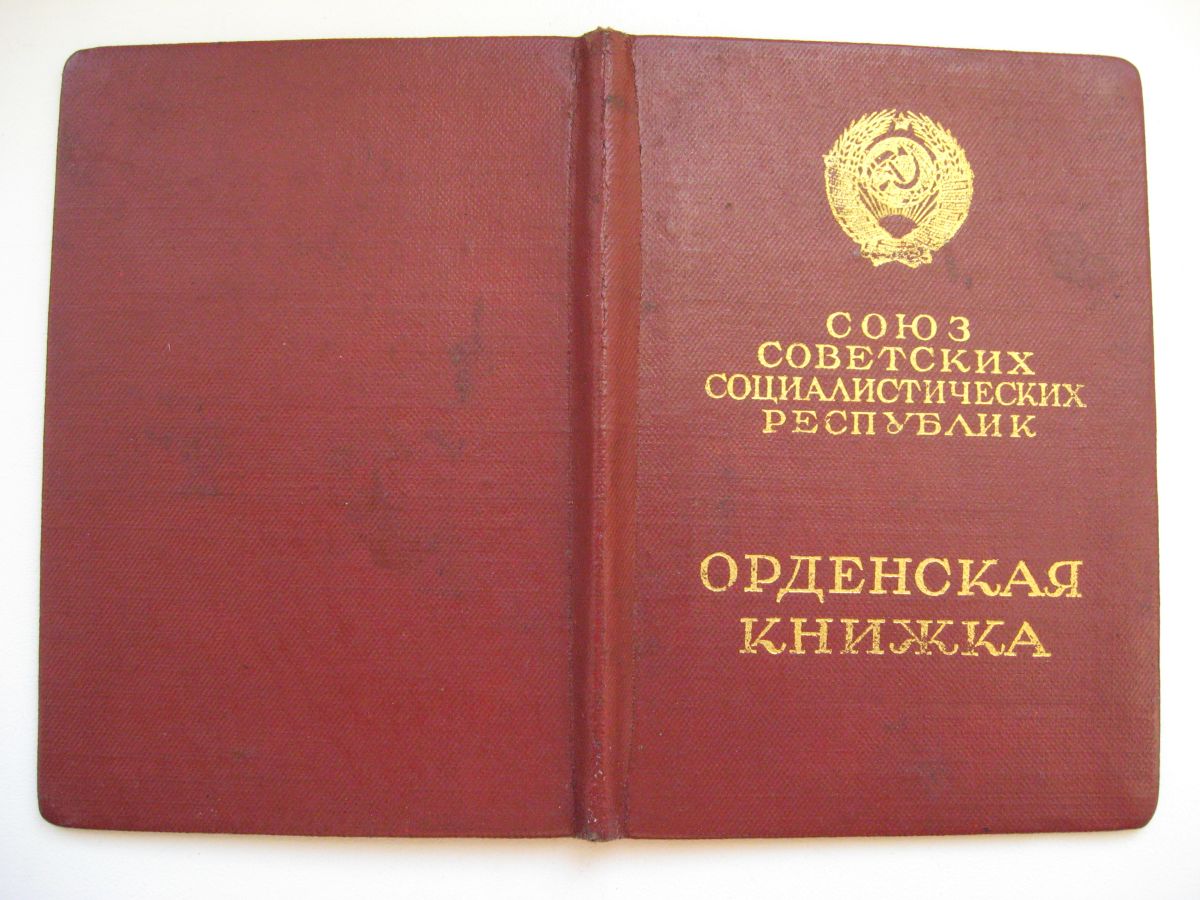 СОЮЗ
СОВЕТСКИХ
СОЦИАЛИСТИЧЕСКИХ
РЕСПУБЛИК
ОРДЕНСКАЯ
КНИЖКА